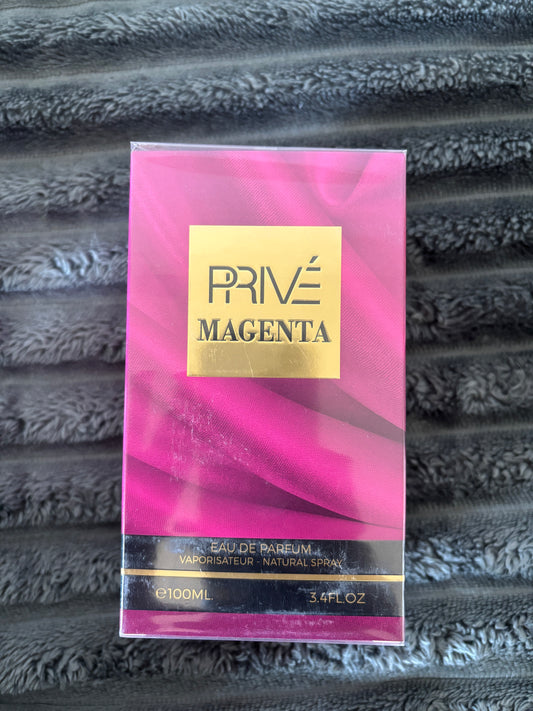 PRIVÉ
MAGENTA
EAU DE PARFUM
VAPORISATEUR - NATURAL SPRAY
℮100ML 3.4FL.OZ